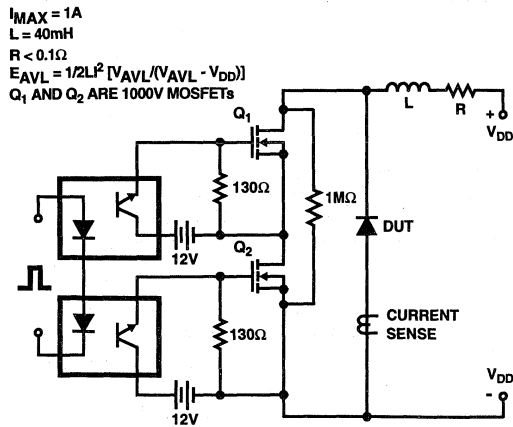 IMAX = 1A
L = 40mH
R < 0.1Ω
EAVL = 1/2LI² [VAVL/(VAVL - VDD)]
Q1 AND Q2 ARE 1000V MOSFETs
Q1
L
R
+
VDD
130Ω
1MΩ
12V
DUT
Q2
130Ω
CURRENT
SENSE
VDD
-
12V